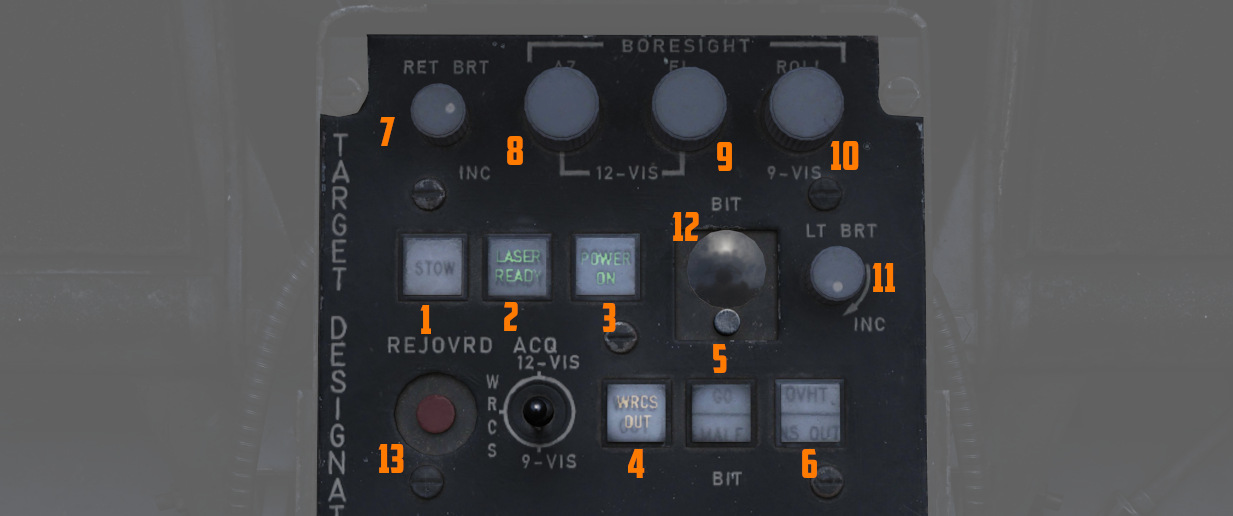 BORESIGHT
RET BRT AZ EL ROLL
7 8 9 10
INC 12-VIS 9-VIS
BIT
12
LT BRT
STOW LASER READY POWER ON
11
1 2 3
INC
5
REJOVRD ACQ
12-VIS
WRCS
9-VIS
WRCS OUT
GO
MALF
OVHT
INS OUT
13 4 6
BIT
TARGET DESIGNAT